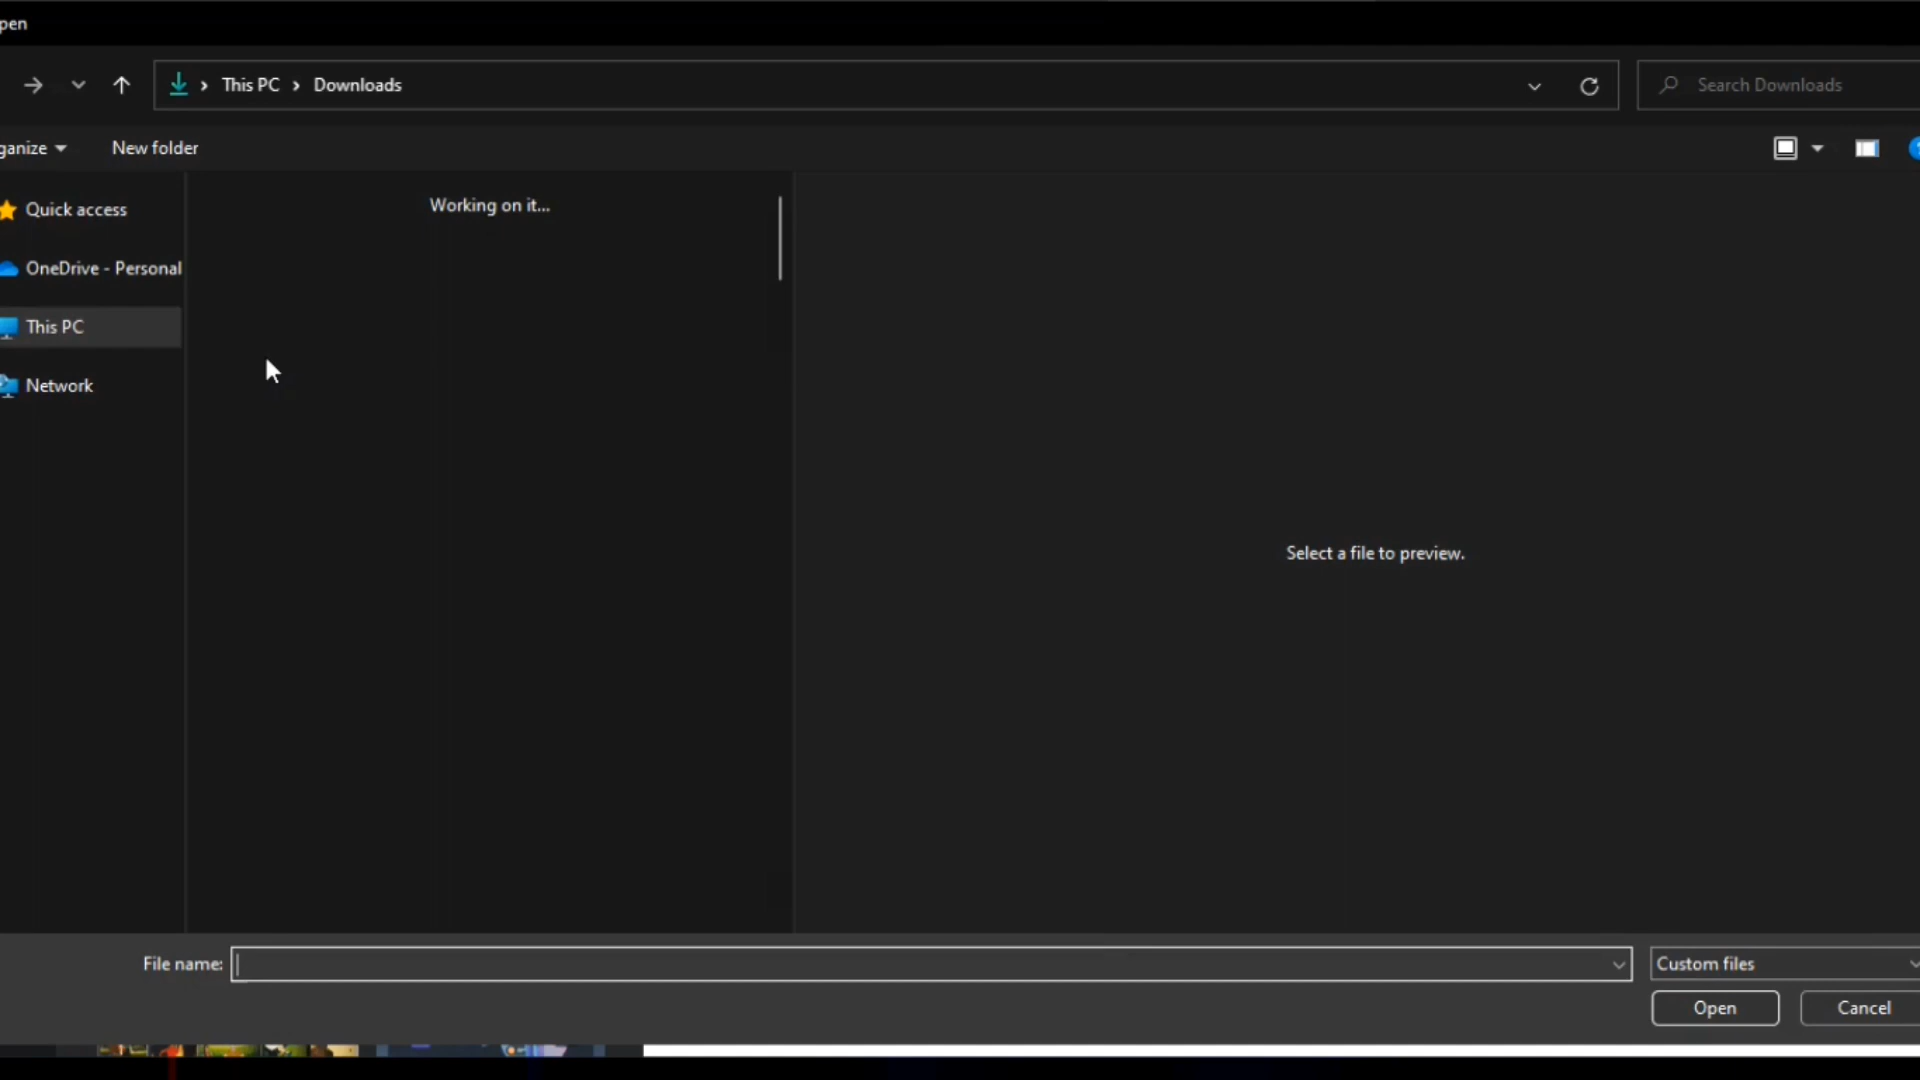 pen
This PC > Downloads
Search Downloads
ganize
New folder
Quick access
Working on it...
OneDrive - Personal
This PC
Network
Select a file to preview.
File name:
Custom files
Open
Cancel